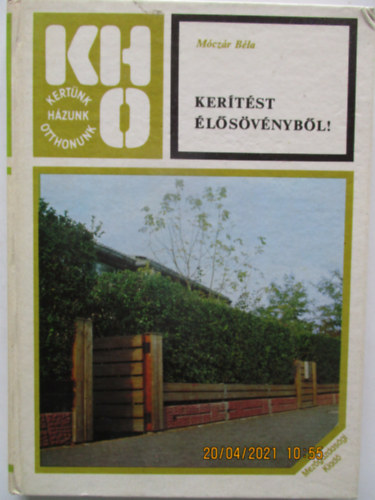 KH
O
KERTÜNK
HÁZUNK
OTTHONUNK
Móczár Béla
KERÍTÉST
ÉLŐSÖVÉNYBŐL!
20/04/2021 10:55
Mezőgazdasági
Kiadó